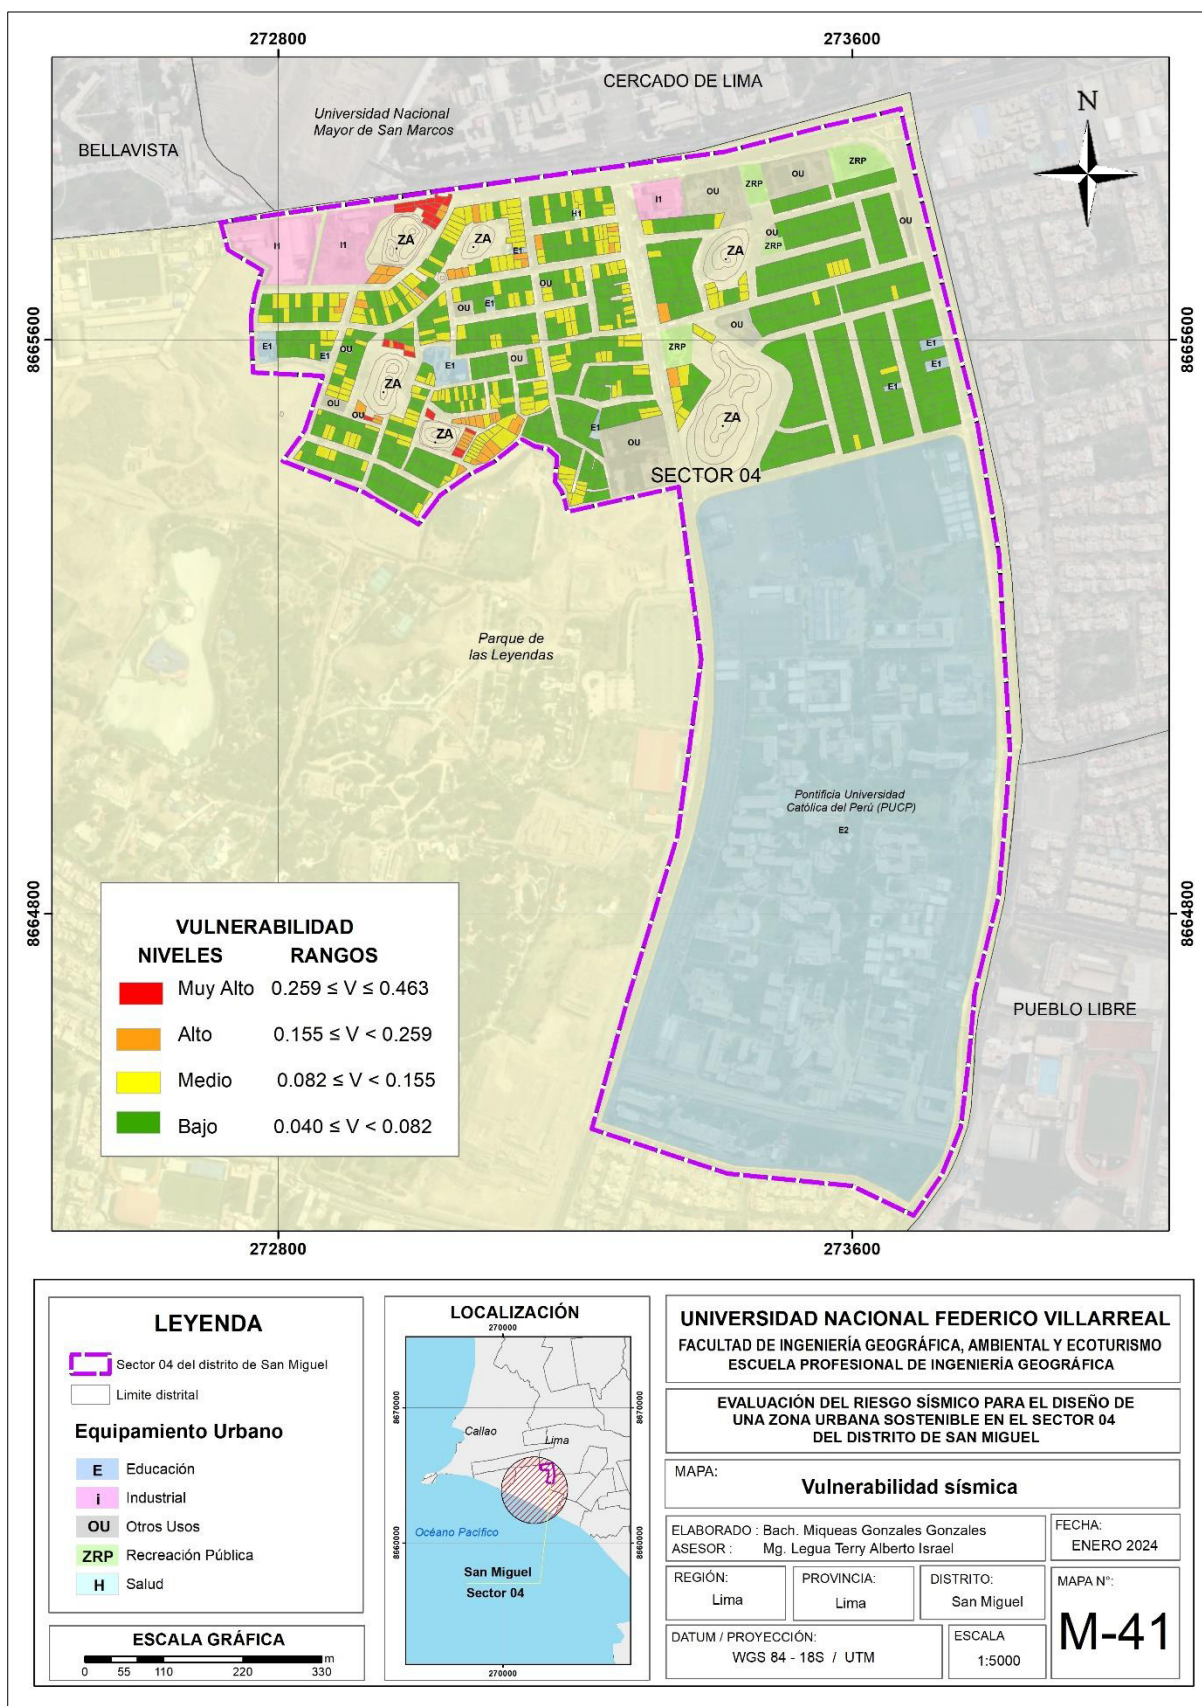 272800
273600
CERCADO DE LIMA
Universidad Nacional
Mayor de San Marcos
N
BELLAVISTA
ZRP
OU
ZRP
OU
I1
H1
OU
OU
ZRP
ZA
ZA
ZA
I1
I1
E1
OU
E1
OU
OU
8665600
8665600
E1
E1
OU
ZRP
E1
OU
E1
E1
E1
ZA
OU
OU
ZA
ZA
E1
OU
SECTOR 04
Parque de
las Leyendas
Pontificia Universidad
Católica del Perú (PUCP)
E2
8664800
8664800
VULNERABILIDAD
NIVELES RANGOS
Muy Alto 0.259 ≤ V ≤ 0.463
Alto 0.155 ≤ V < 0.259
Medio 0.082 ≤ V < 0.155
Bajo 0.040 ≤ V < 0.082
PUEBLO LIBRE
272800
273600
LEYENDA
Sector 04 del distrito de San Miguel
Limite distrital
Equipamiento Urbano
E Educación
i Industrial
OU Otros Usos
ZRP Recreación Pública
H Salud
ESCALA GRÁFICA
m
0 55 110 220 330
LOCALIZACIÓN
270000
8670000
8670000
Callao
Lima
Océano Pacífico
8660000
8660000
San Miguel
Sector 04
270000
UNIVERSIDAD NACIONAL FEDERICO VILLARREAL
FACULTAD DE INGENIERÍA GEOGRÁFICA, AMBIENTAL Y ECOTURISMO
ESCUELA PROFESIONAL DE INGENIERÍA GEOGRÁFICA
EVALUACIÓN DEL RIESGO SÍSMICO PARA EL DISEÑO DE
UNA ZONA URBANA SOSTENIBLE EN EL SECTOR 04
DEL DISTRITO DE SAN MIGUEL
MAPA:
Vulnerabilidad sísmica
ELABORADO : Bach. Miqueas Gonzales Gonzales
ASESOR : Mg. Legua Terry Alberto Israel
FECHA:
ENERO 2024
REGIÓN:
Lima
PROVINCIA:
Lima
DISTRITO:
San Miguel
MAPA N°:
M-41
DATUM / PROYECCIÓN:
WGS 84 - 18S / UTM
ESCALA
1:5000